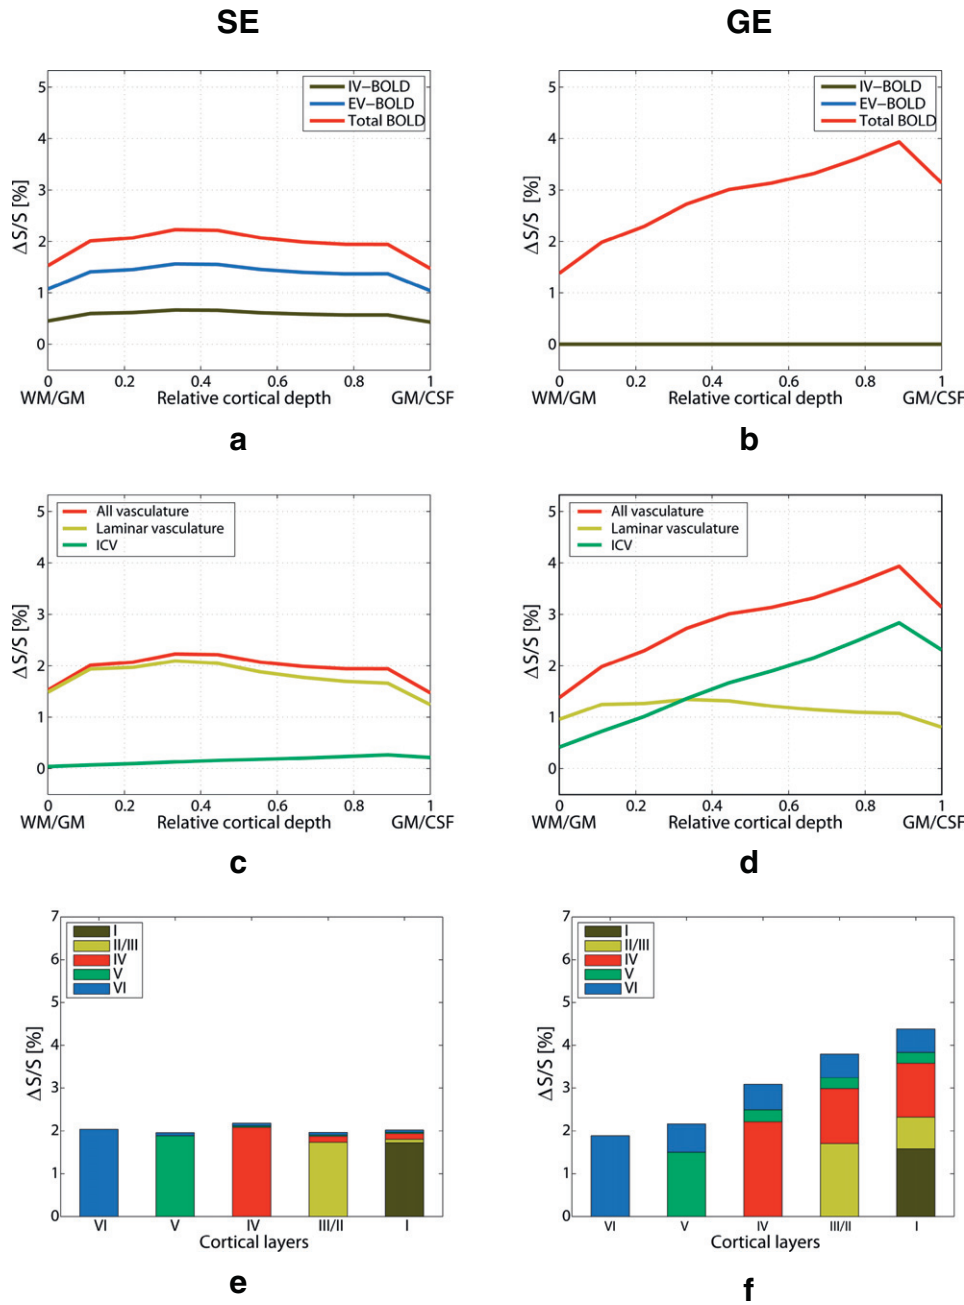 SE
GE
5
4
3
2
1
0
ΔS/S [%]
IV−BOLD
EV−BOLD
Total BOLD
0 0.2 0.4 0.6 0.8 1
WM/GM Relative cortical depth GM/CSF
a
5
4
3
2
1
0
ΔS/S [%]
IV−BOLD
EV−BOLD
Total BOLD
0 0.2 0.4 0.6 0.8 1
WM/GM Relative cortical depth GM/CSF
b
5
4
3
2
1
0
ΔS/S [%]
All vasculature
Laminar vasculature
ICV
0 0.2 0.4 0.6 0.8 1
WM/GM Relative cortical depth GM/CSF
c
5
4
3
2
1
0
ΔS/S [%]
All vasculature
Laminar vasculature
ICV
0 0.2 0.4 0.6 0.8 1
WM/GM Relative cortical depth GM/CSF
d
7
6
5
4
3
2
1
0
ΔS/S [%]
I
II/III
IV
V
VI
VI V IV III/II I
Cortical layers
e
7
6
5
4
3
2
1
0
ΔS/S [%]
I
II/III
IV
V
VI
VI V IV III/II I
Cortical layers
f